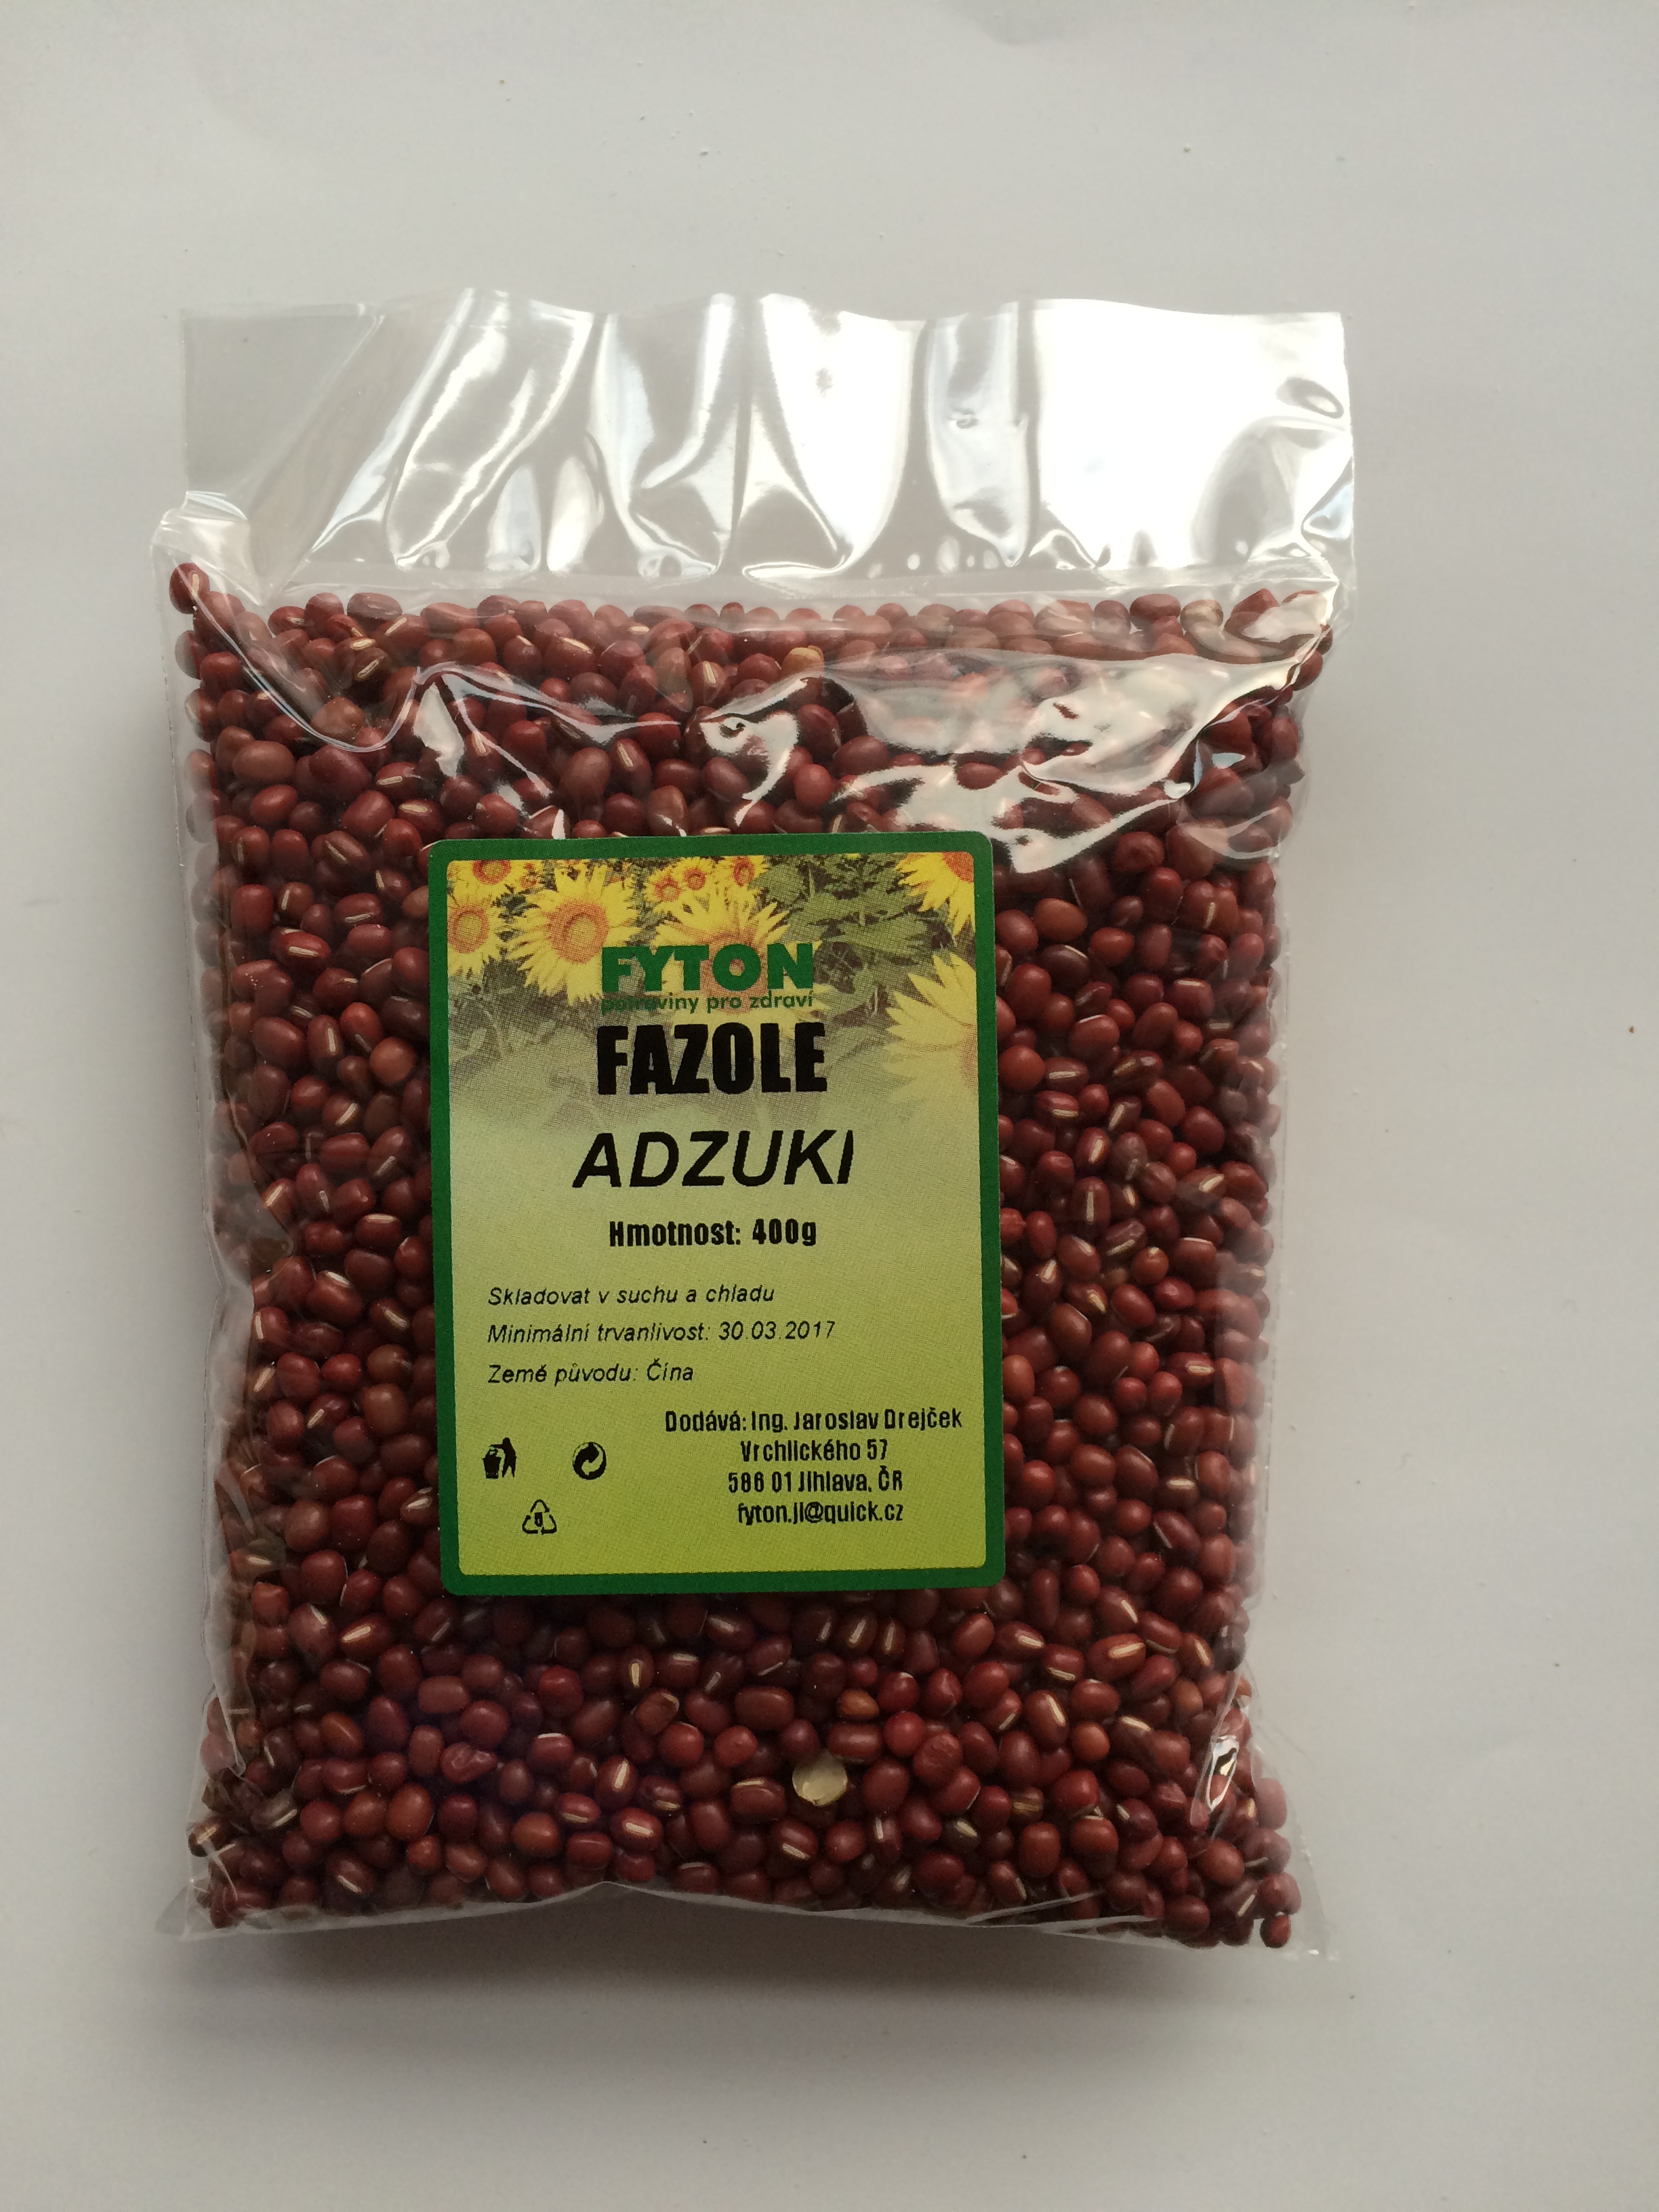 FYTON
potraviny pro zdraví
FAZOLE
ADZUKI
Hmotnost: 400g
Skladovat v suchu a chladu
Minimální trvanlivost: 30.03.2017
Země původu: Čína
Dodává: Ing. Jaroslav Drejček
Vrchlického 57
586 01 Jihlava, ČR
fyton.ji@quick.cz